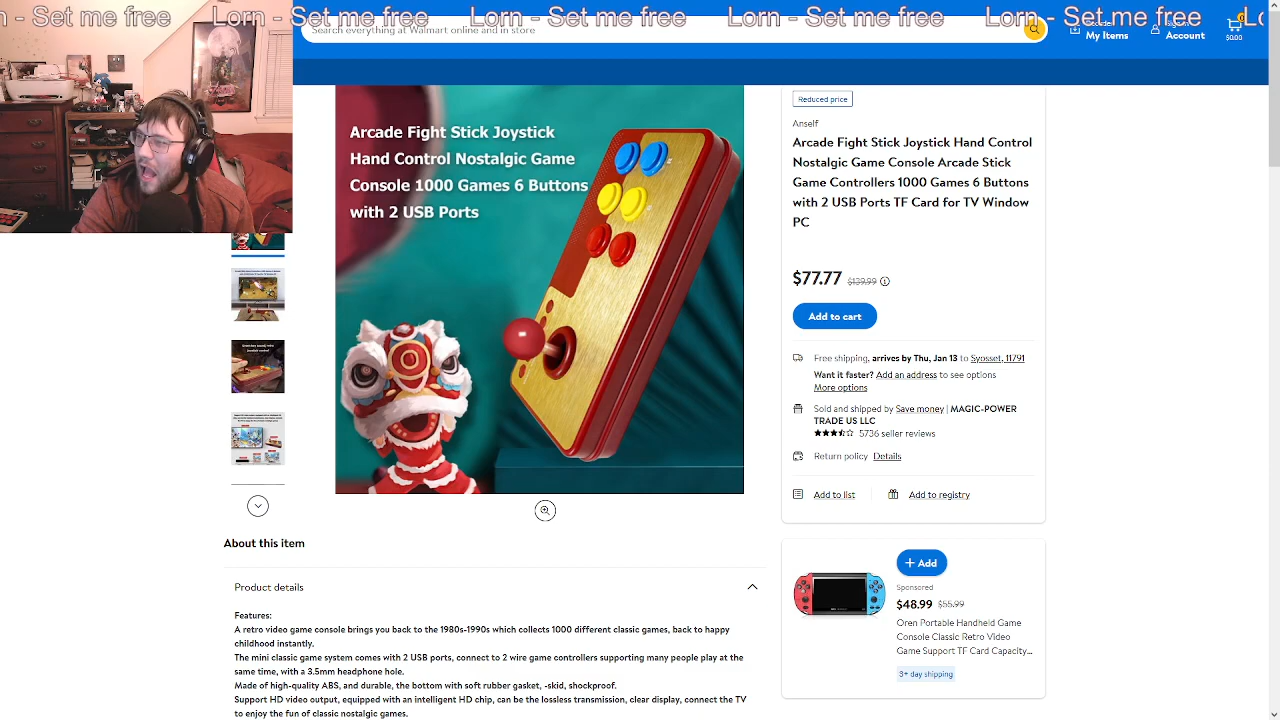 n - Set me free Lorn - Set me free Lorn - Set me free Lorn - Set me free Lorn - Set me free Lo
Search everything at Walmart online and in store
My Items
Account
0
$0.00
Reduced price
Anself
Arcade Fight Stick Joystick Hand Control
Nostalgic Game Console Arcade Stick
Game Controllers 1000 Games 6 Buttons
with 2 USB Ports TF Card for TV Window
PC
Arcade Fight Stick Joystick
Hand Control Nostalgic Game
Console 1000 Games 6 Buttons
with 2 USB Ports
$77.77 $139.99
Add to cart
Free shipping, arrives by Thu, Jan 13 to Syosset, 11791
Want it faster? Add an address to see options
More options
Sold and shipped by Save money | MAGIC-POWER
TRADE US LLC
5736 seller reviews
Return policy Details
Add to list
Add to registry
About this item
Product details
Features:
A retro video game console brings you back to the 1980s-1990s which collects 1000 different classic games, back to happy
childhood instantly.
The mini classic game system comes with 2 USB ports, connect to 2 wire game controllers supporting many people play at the
same time, with a 3.5mm headphone hole.
Made of high-quality ABS, and durable, the bottom with soft rubber gasket, -skid, shockproof.
Support HD video output, equipped with an intelligent HD chip, can be the lossless transmission, clear display, connect the TV
to enjoy the fun of classic nostalgic games.
+ Add
Sponsored
$48.99 $55.99
Oren Portable Handheld Game
Console Classic Retro Video
Game Support TF Card Capacity...
3+ day shipping